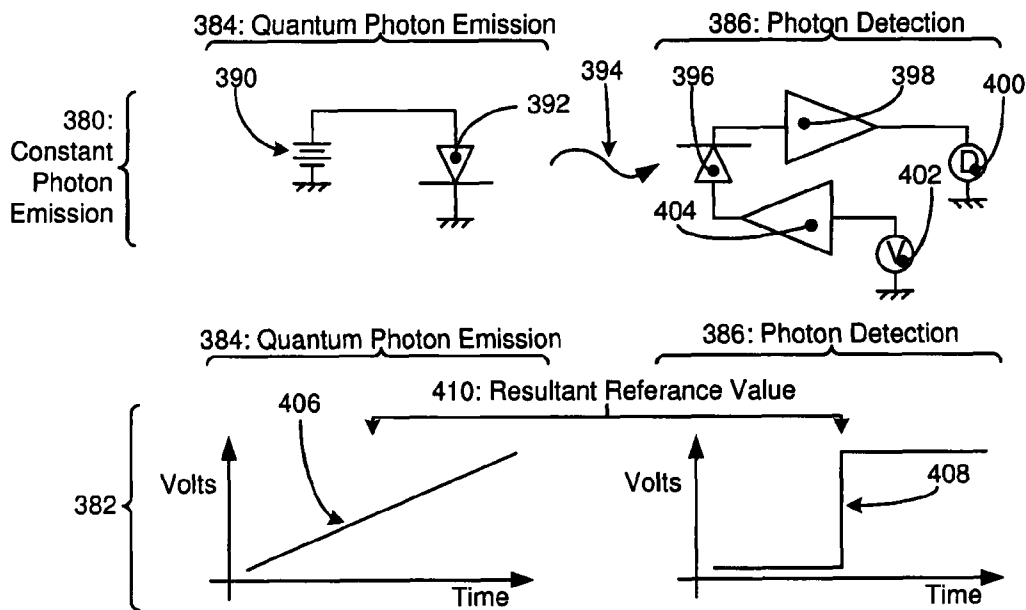 384: Quantum Photon Emission
386: Photon Detection
390
392
394
396
398
400
380:
Constant
Photon
Emission
D
402
404
V
384: Quantum Photon Emission
386: Photon Detection
410: Resultant Referance Value
406
Volts
Volts
408
382
Time
Time